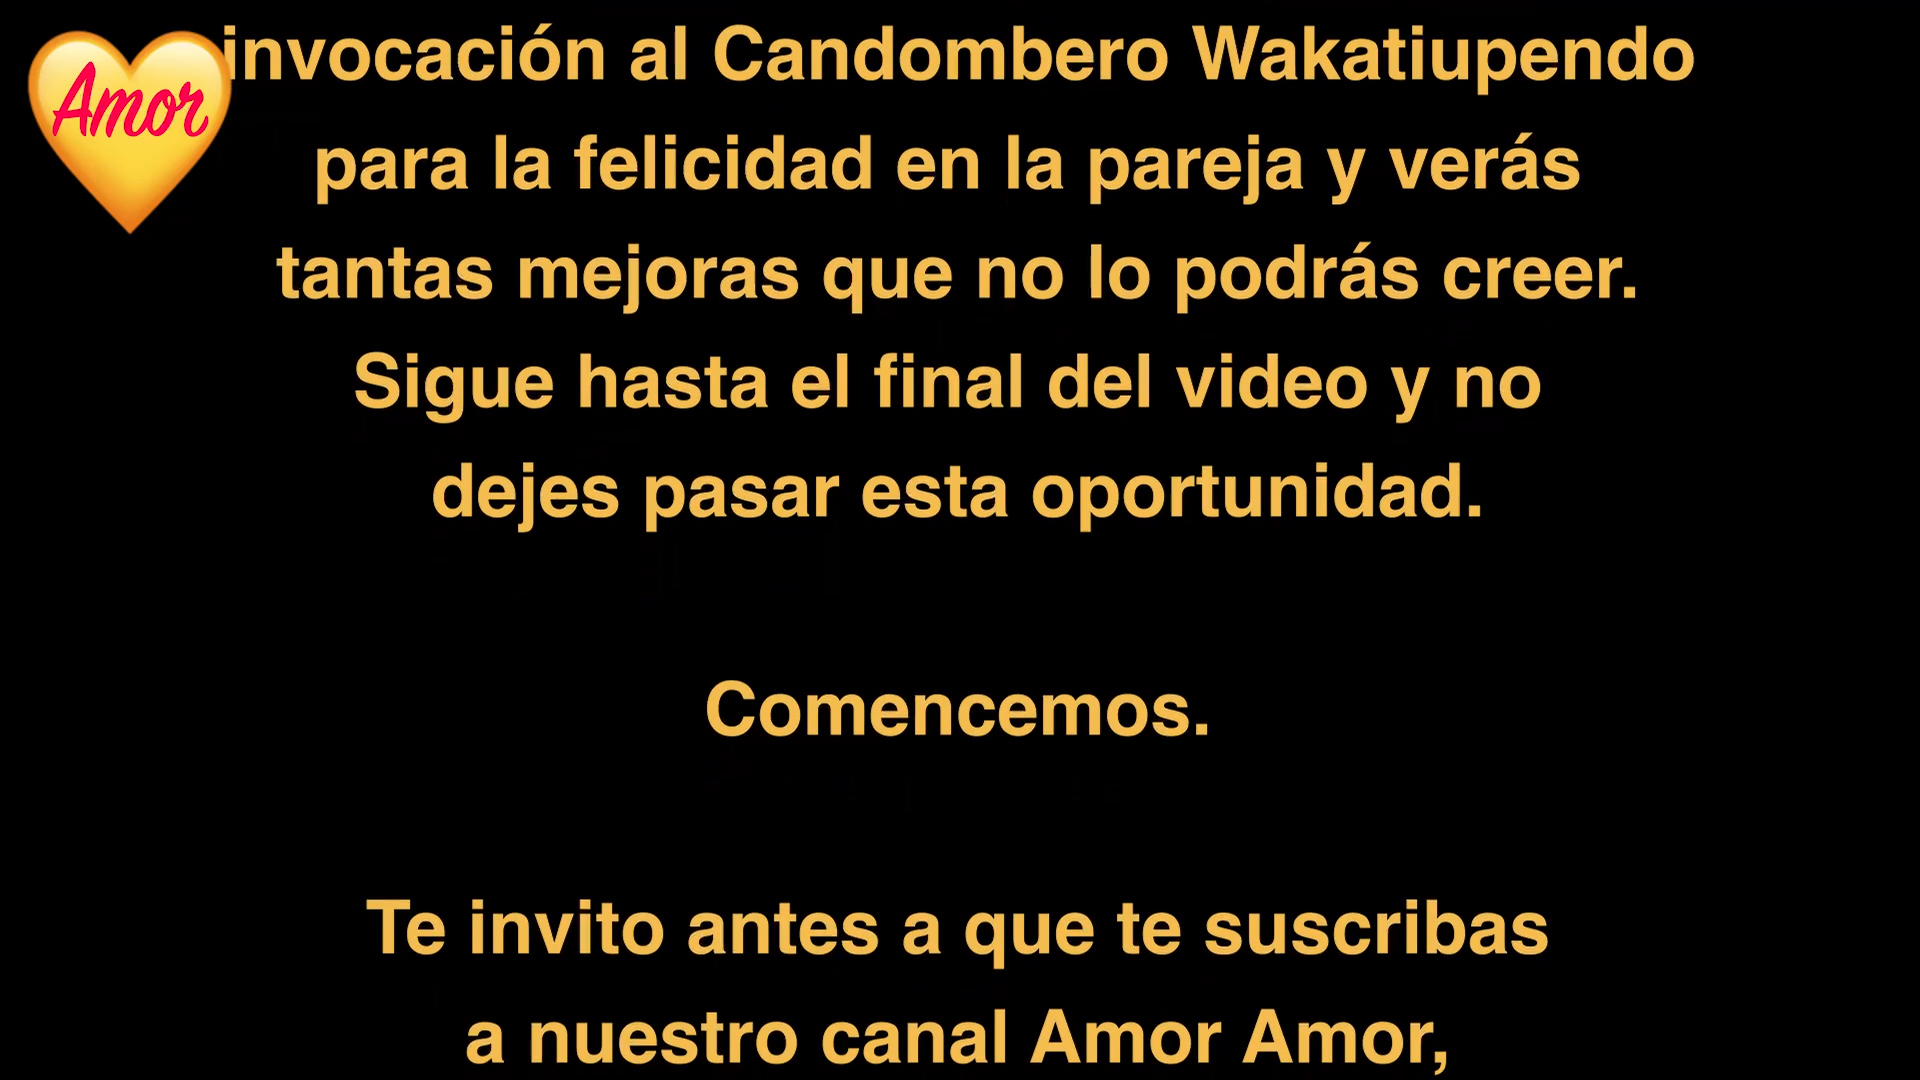 Amor
invocación al Candombero Wakatiupendo
para la felicidad en la pareja y verás
tantas mejoras que no lo podrás creer.
Sigue hasta el final del video y no
dejes pasar esta oportunidad.
Comencemos.
Te invito antes a que te suscribas
a nuestro canal Amor Amor,